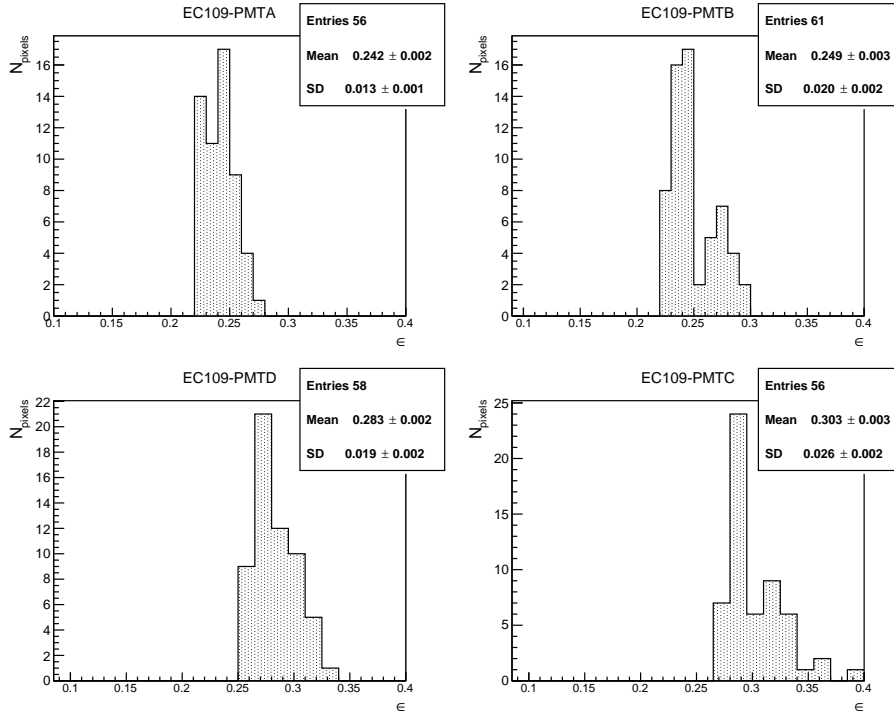 EC109-PMTA
Entries 56
Mean 0.242 ± 0.002
SD 0.013 ± 0.001
N_pixels
16
14
12
10
8
6
4
2
0
0.1 0.15 0.2 0.25 0.3 0.35 0.4
∈
EC109-PMTB
Entries 61
Mean 0.249 ± 0.003
SD 0.020 ± 0.002
N_pixels
16
14
12
10
8
6
4
2
0
0.1 0.15 0.2 0.25 0.3 0.35 0.4
∈
EC109-PMTD
Entries 58
Mean 0.283 ± 0.002
SD 0.019 ± 0.002
N_pixels
22
20
18
16
14
12
10
8
6
4
2
0
0.1 0.15 0.2 0.25 0.3 0.35 0.4
∈
EC109-PMTC
Entries 56
Mean 0.303 ± 0.003
SD 0.026 ± 0.002
N_pixels
25
20
15
10
5
0
0.1 0.15 0.2 0.25 0.3 0.35 0.4
∈